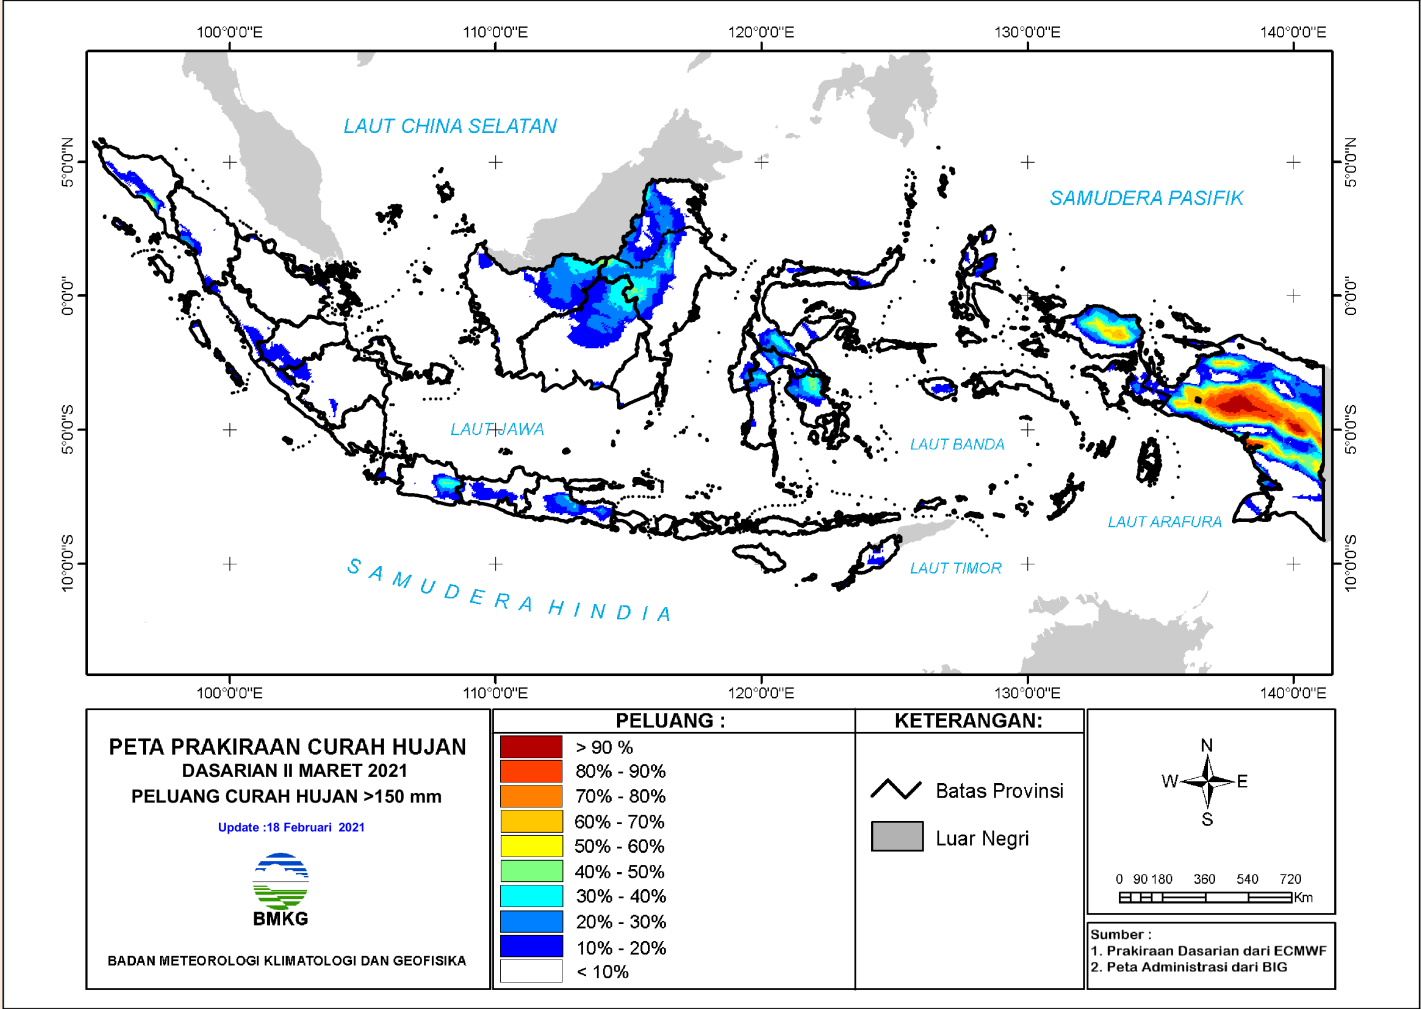 100°0'0"E
110°0'0"E
120°0'0"E
130°0'0"E
140°0'0"E
5°0'0"N
0°0'0"
5°0'0"S
10°0'0"S
5°0'0"N
0°0'0"
5°0'0"S
10°0'0"S
LAUT CHINA SELATAN
SAMUDERA PASIFIK
LAUT JAWA
LAUT BANDA
LAUT ARAFURA
LAUT TIMOR
SAMUDERA HINDIA
100°0'0"E
110°0'0"E
120°0'0"E
130°0'0"E
140°0'0"E
PETA PRAKIRAAN CURAH HUJAN
DASARIAN II MARET 2021
PELUANG CURAH HUJAN >150 mm
Update :18 Februari 2021
BMKG
BADAN METEOROLOGI KLIMATOLOGI DAN GEOFISIKA
PELUANG :
> 90 %
80% - 90%
70% - 80%
60% - 70%
50% - 60%
40% - 50%
30% - 40%
20% - 30%
10% - 20%
< 10%
KETERANGAN:
Batas Provinsi
Luar Negri
N
W E
S
0 90 180 360 540 720
Km
Sumber :
1. Prakiraan Dasarian dari ECMWF
2. Peta Administrasi dari BIG